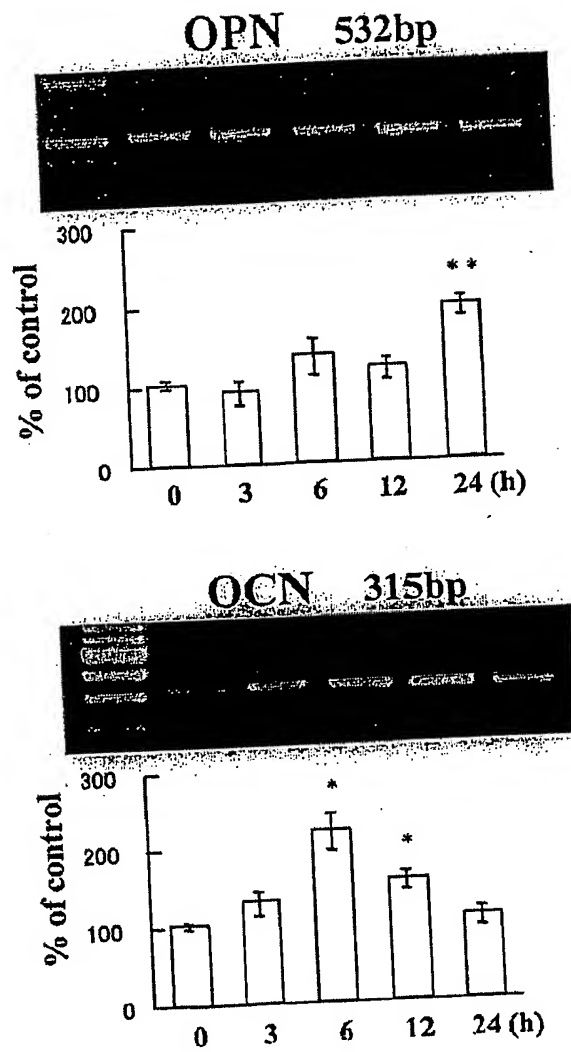 OPN 532bp
300
200
100
0
% of control
**
0 3 6 12 24 (h)
OCN 315bp
300
200
100
0
% of control
*
*
0 3 6 12 24 (h)